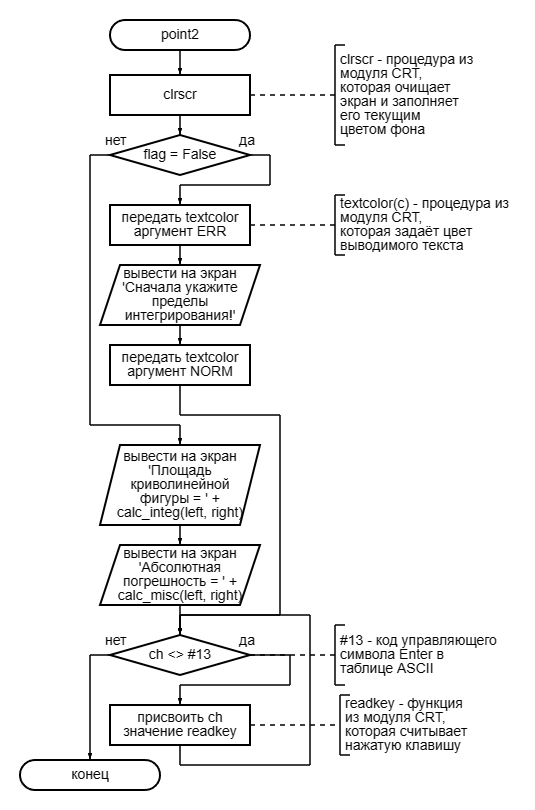 point2
clrscr
clrscr - процедура из
модуля CRT,
которая очищает
экран и заполняет
его текущим
цветом фона
нет
да
flag = False
передать textcolor
аргумент ERR
textcolor(c) - процедура из
модуля CRT,
которая задаёт цвет
выводимого текста
вывести на экран
'Сначала укажите
пределы
интегрирования!'
передать textcolor
аргумент NORM
вывести на экран
'Площадь
криволинейной
фигуры = ' +
calc_integ(left, right)
вывести на экран
'Абсолютная
погрешность = ' +
calc_misc(left, right)
нет
да
ch <> #13
#13 - код управляющего
символа Enter в
таблице ASCII
присвоить ch
значение readkey
readkey - функция
из модуля CRT,
которая считывает
нажатую клавишу
конец